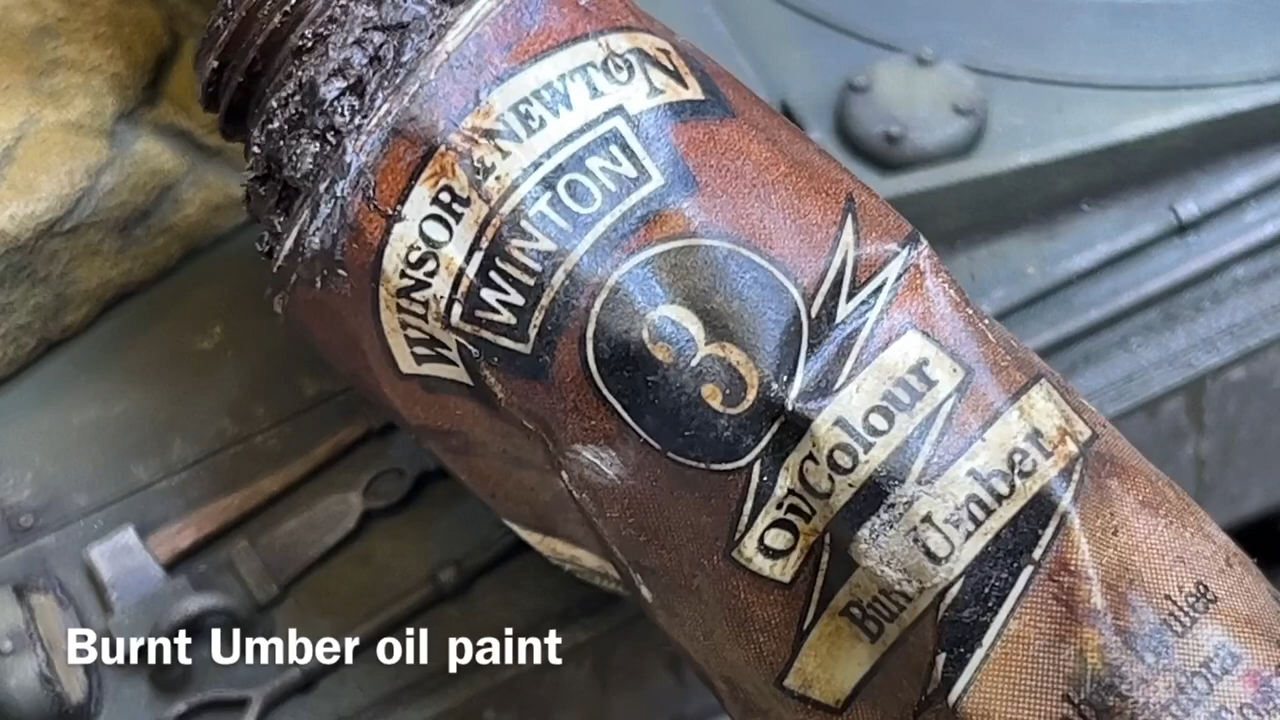 WINSOR & NEWTON
WINTON
3
Oil Colour
Burnt Umber
Burnt Umber oil paint